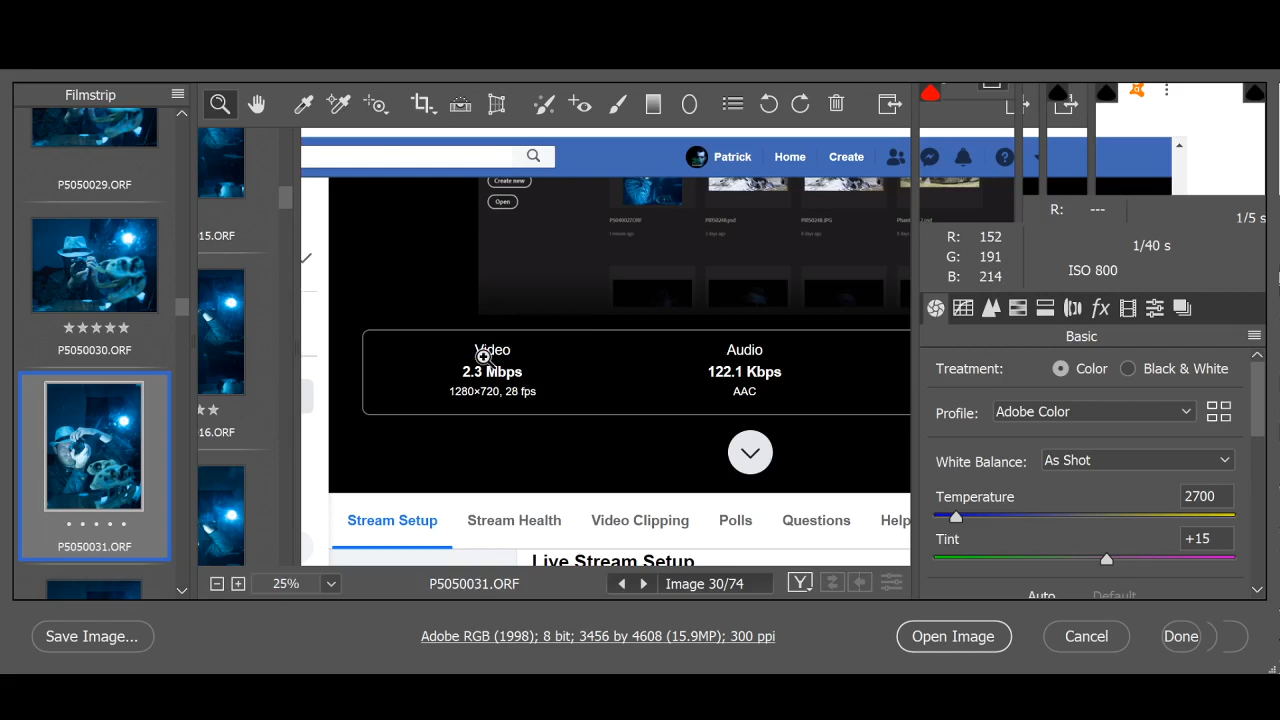 Filmstrip
P5050029.ORF
P5050030.ORF
P5050031.ORF
15.ORF
16.ORF
Patrick Home Create
Create new
Open
Video
2.3 Mbps
1280×720, 28 fps
Audio
122.1 Kbps
AAC
Stream Setup Stream Health Video Clipping Polls Questions Help
Live Stream Setup
25% P5050031.ORF Image 30/74 Y
R: ---
1/5 s
R: 152
G: 191
B: 214
1/40 s
ISO 800
fx
Basic
Treatment: Color Black & White
Profile: Adobe Color
White Balance: As Shot
Temperature 2700
Tint +15
Auto Default
Save Image...
Adobe RGB (1998); 8 bit; 3456 by 4608 (15.9MP); 300 ppi
Open Image Cancel Done